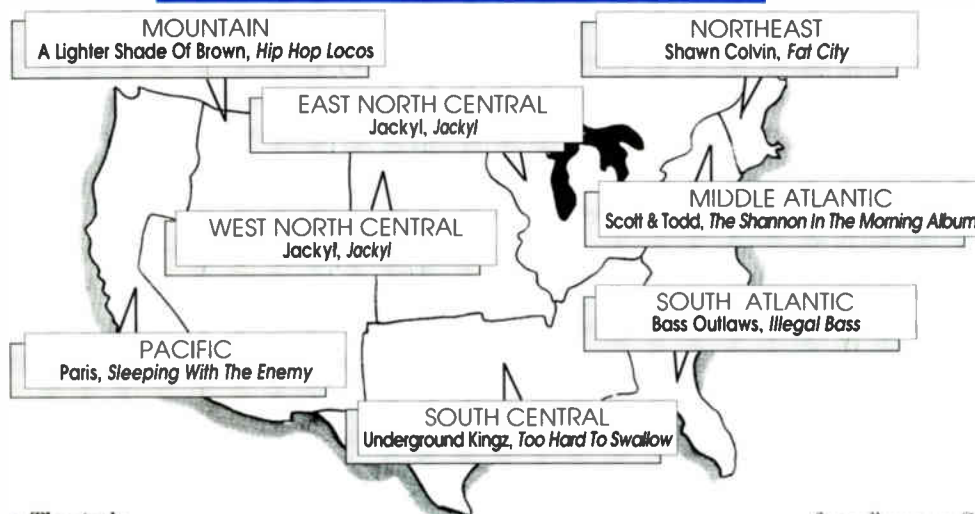 MOUNTAIN
A Lighter Shade Of Brown, Hip Hop Locos
NORTHEAST
Shawn Colvin, Fat City
EAST NORTH CENTRAL
Jackyl, Jackyl
MIDDLE ATLANTIC
Scott & Todd, The Shannon In The Morning Album
WEST NORTH CENTRAL
Jackyl, Jackyl
SOUTH ATLANTIC
Bass Outlaws, Illegal Bass
PACIFIC
Paris, Sleeping With The Enemy
SOUTH CENTRAL
Underground Kingz, Too Hard To Swallow